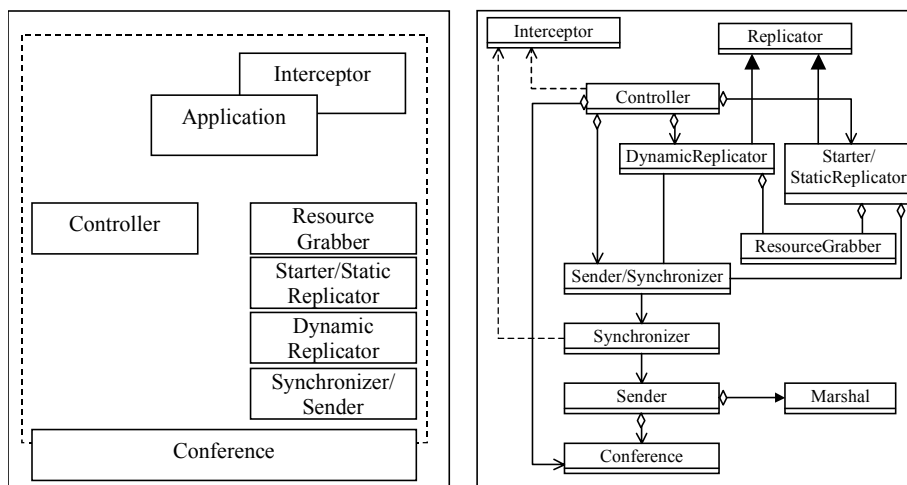 Interceptor
Application
Controller
Resource
Grabber
Starter/Static
Replicator
Dynamic
Replicator
Synchronizer/
Sender
Conference
Interceptor
Replicator
Controller
DynamicReplicator
Starter/
StaticReplicator
ResourceGrabber
Sender/Synchronizer
Synchronizer
Sender
Marshal
Conference